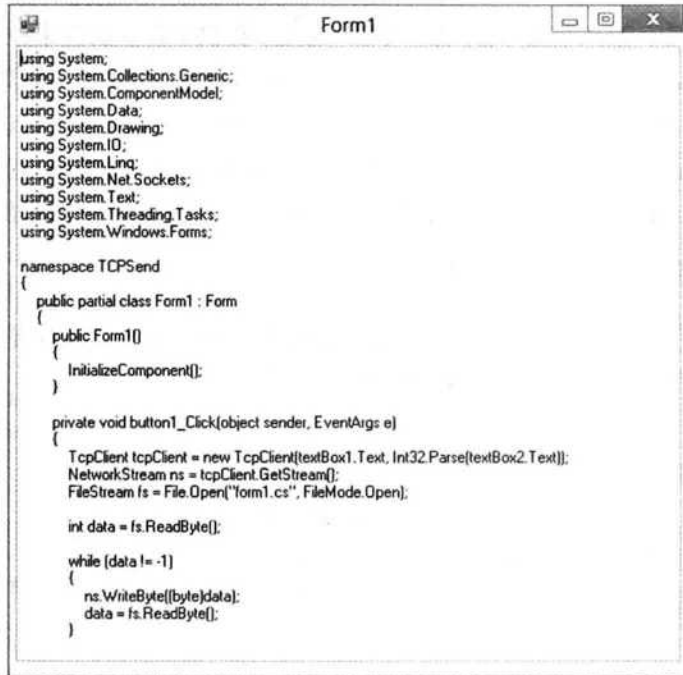 Form1
using System;
using System.Collections.Generic;
using System.ComponentModel;
using System.Data;
using System.Drawing;
using System.IO;
using System.Linq;
using System.Net.Sockets;
using System.Text;
using System.Threading.Tasks;
using System.Windows.Forms;

namespace TCPSend
{
    public partial class Form1 : Form
    {
        public Form1()
        {
            InitializeComponent();
        }

        private void button1_Click(object sender, EventArgs e)
        {
            TcpClient tcpClient = new TcpClient(textBox1.Text, Int32.Parse(textBox2.Text));
            NetworkStream ns = tcpClient.GetStream();
            FileStream fs = File.Open("form1.cs", FileMode.Open);

            int data = fs.ReadByte();

            while (data != -1)
            {
                ns.WriteByte((byte)data);
                data = fs.ReadByte();
            }